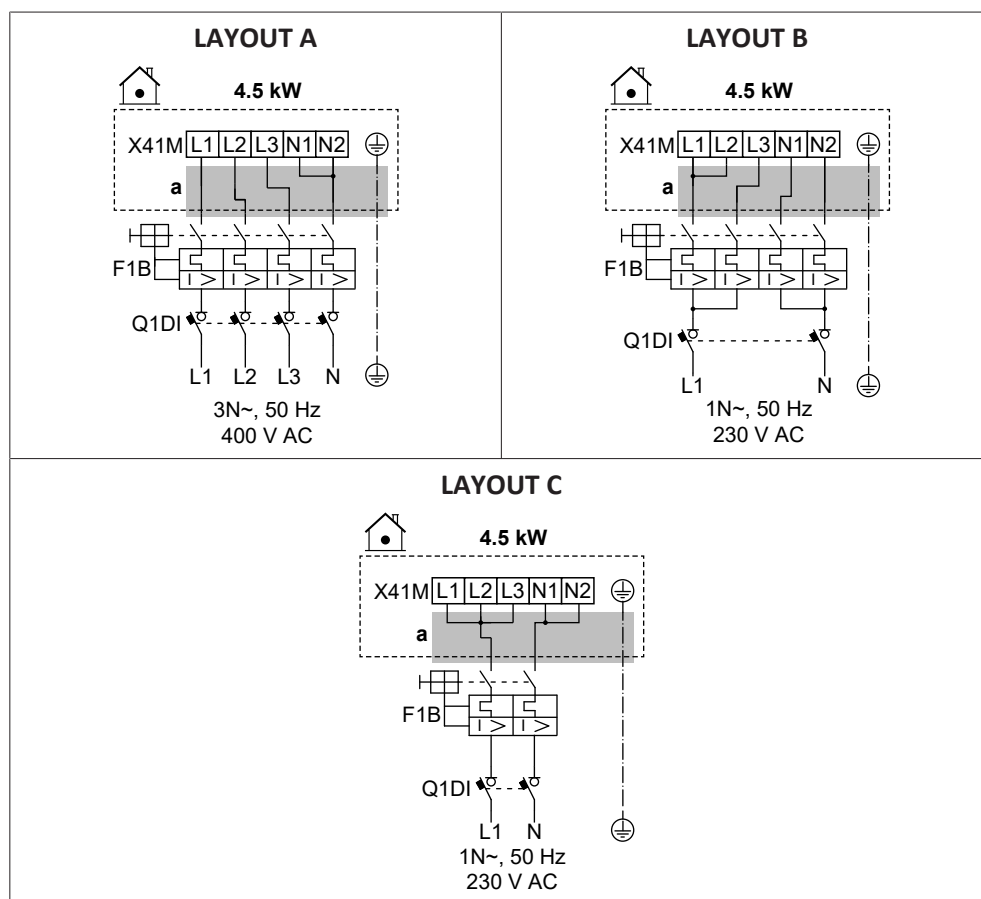 LAYOUT A
4.5 kW
X41M L1 L2 L3 N1 N2
a
F1B
I > I > I > I >
Q1DI
L1 L2 L3 N
3N~, 50 Hz
400 V AC
LAYOUT B
4.5 kW
X41M L1 L2 L3 N1 N2
a
F1B
I > I > I > I >
Q1DI
L1 N
1N~, 50 Hz
230 V AC
LAYOUT C
4.5 kW
X41M L1 L2 L3 N1 N2
a
F1B
I > I >
Q1DI
L1 N
1N~, 50 Hz
230 V AC